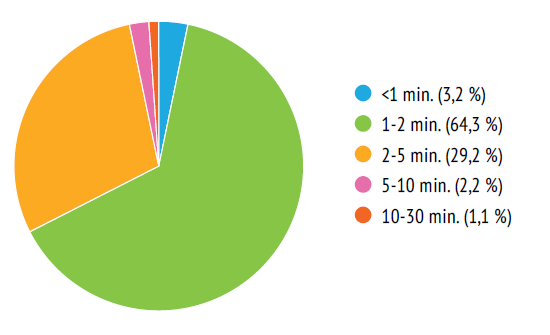 <1 min. (3,2 %)
1-2 min. (64,3 %)
2-5 min. (29,2 %)
5-10 min. (2,2 %)
10-30 min. (1,1 %)